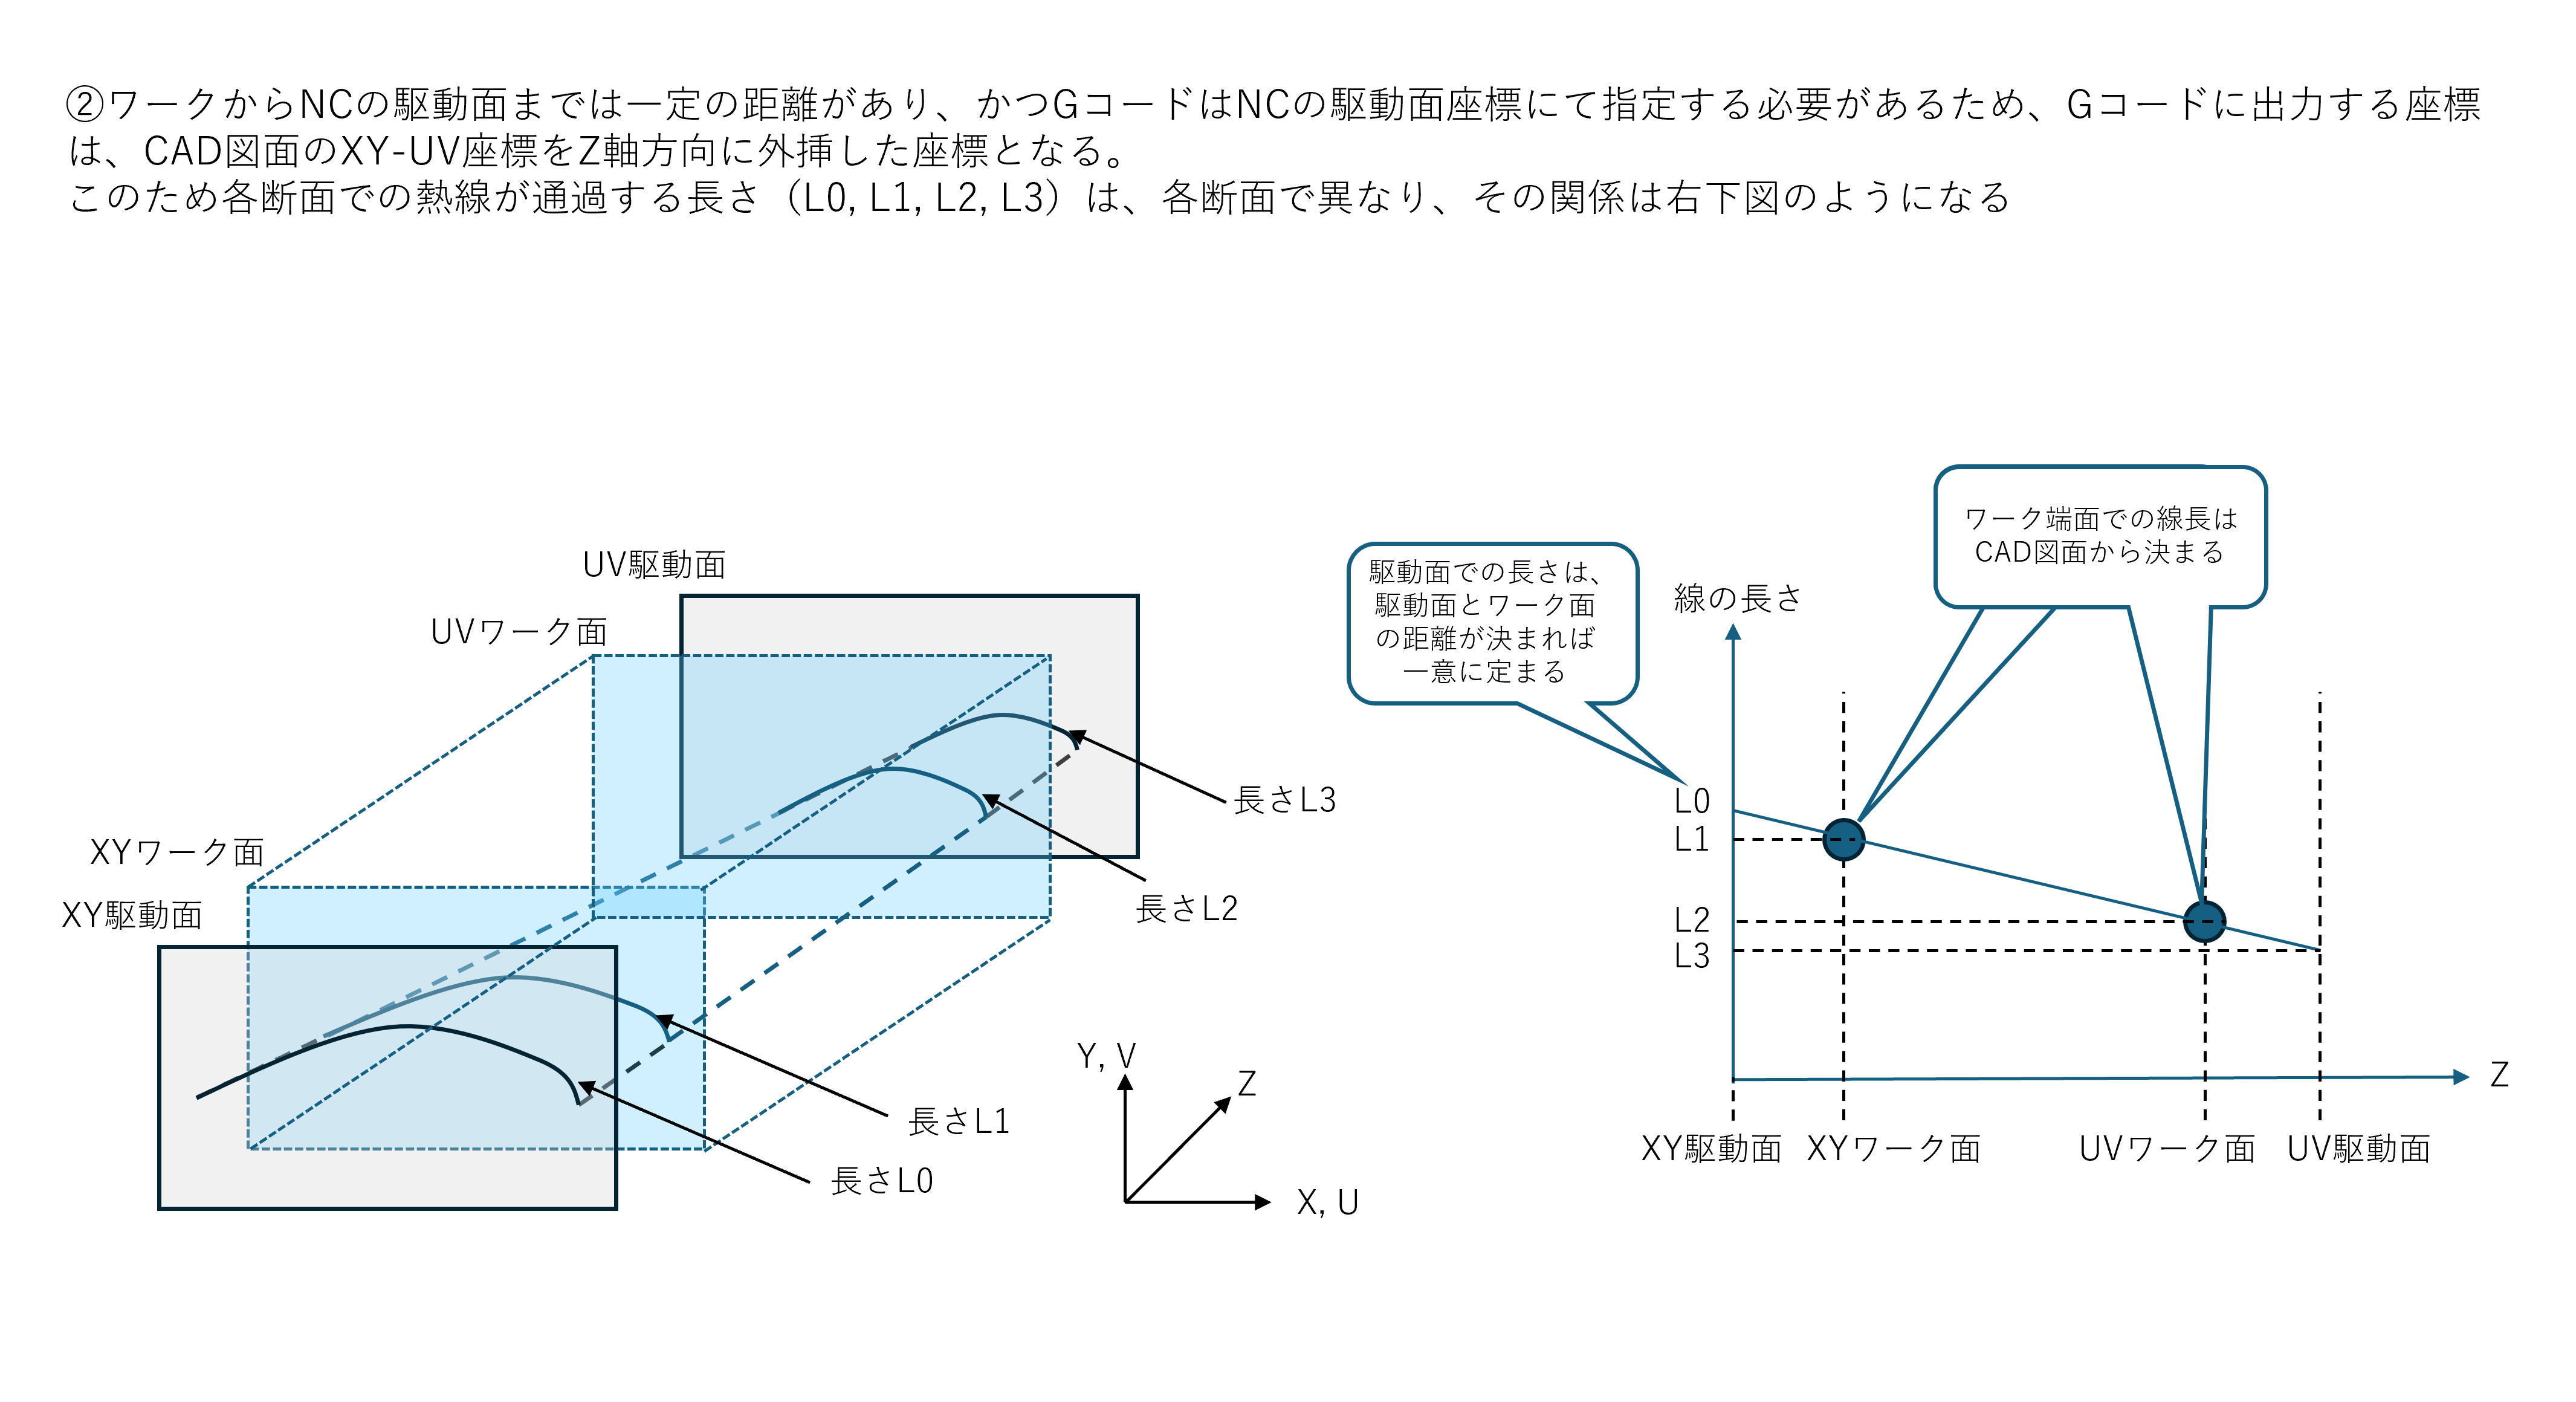 ②ワークからNCの駆動面までは一定の距離があり、かつGコードはNCの駆動面座標にて指定する必要があるため、Gコードに出力する座標
は、CAD図面のXY-UV座標をZ軸方向に外挿した座標となる。
このため各断面での熱線が通過する長さ（L0, L1, L2, L3）は、各断面で異なり、その関係は右下図のようになる
UV駆動面
UVワーク面
XYワーク面
XY駆動面
長さL3
長さL2
長さL1
長さL0
Y, V
Z
X, U
駆動面での長さは、
駆動面とワーク面
の距離が決まれば
一意に定まる
ワーク端面での線長は
CAD図面から決まる
線の長さ
L0
L1
L2
L3
Z
XY駆動面
XYワーク面
UVワーク面
UV駆動面